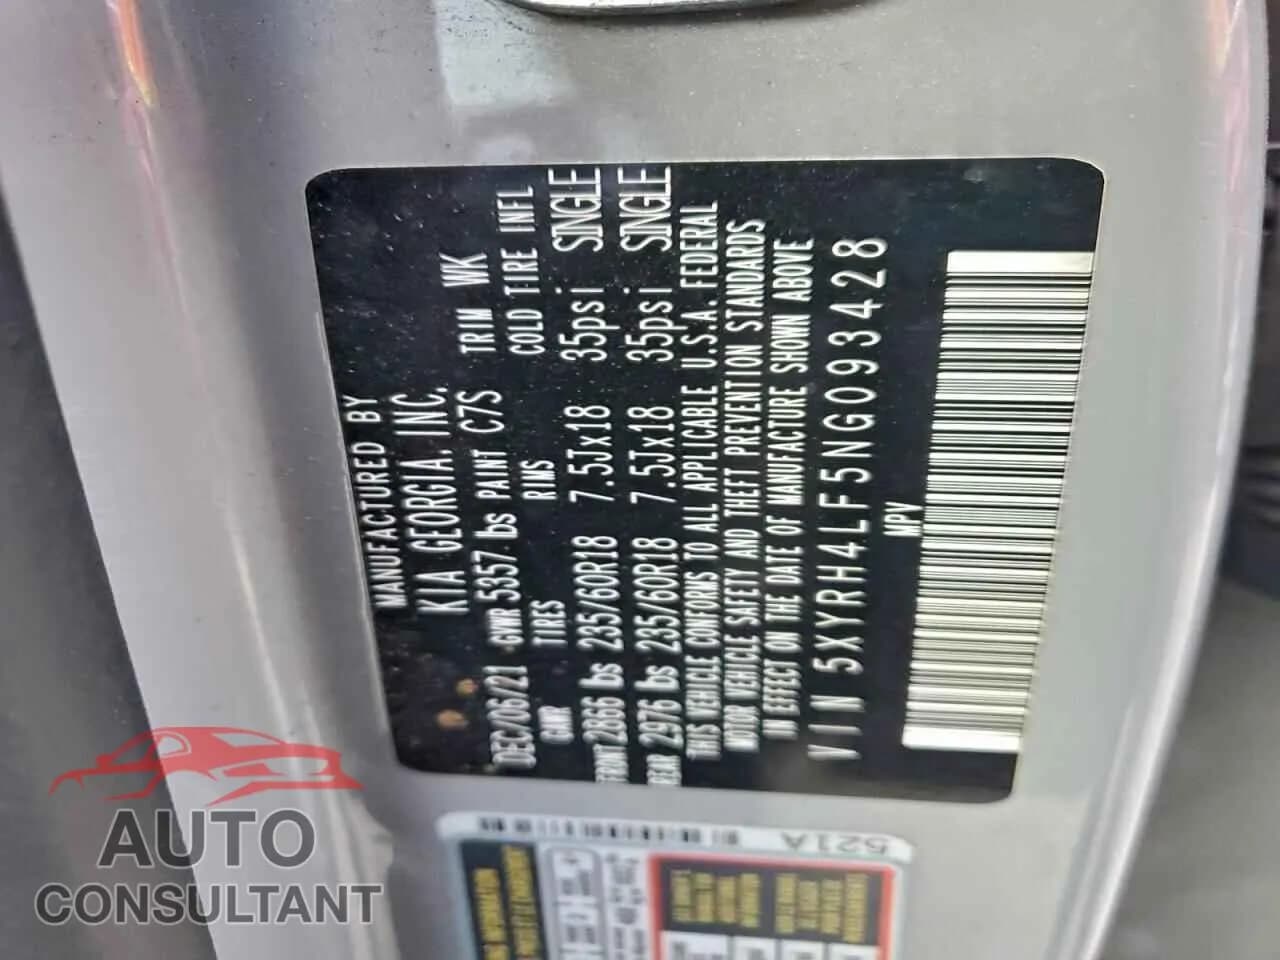 MANUFACTURED BY
KIA GEORGIA, INC.
DEC/06/21 GVWR 5357 lbs PAINT C7S TRIM WK
GAWR TIRES RIMS COLD TIRE INFL
FRONT 2866 lbs 235/60R18 7.5Jx18 35psi SINGLE
REAR 2976 lbs 235/60R18 7.5Jx18 35psi SINGLE
THIS VEHICLE CONFORMS TO ALL APPLICABLE U.S.A. FEDERAL
MOTOR VEHICLE SAFETY AND THEFT PREVENTION STANDARDS
IN EFFECT ON THE DATE OF MANUFACTURE SHOWN ABOVE
VIN 5XYRH4LF5NG093428
MPV
521A
AUTO
CONSULTANT